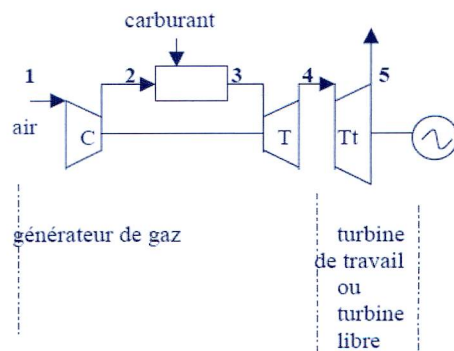 carburant
1
2
3
4
5
air
C
T
Tt
générateur de gaz
turbine
de travail
ou
turbine
libre